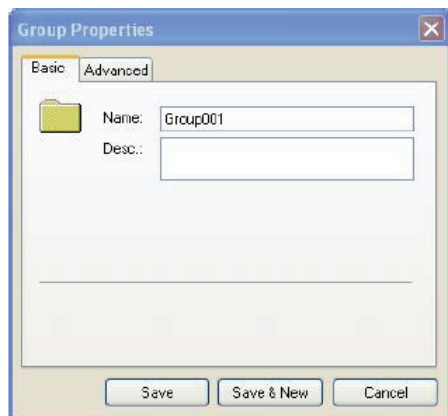 Group Properties
Basic Advanced
Name: Group001
Desc.:
Save Save & New Cancel